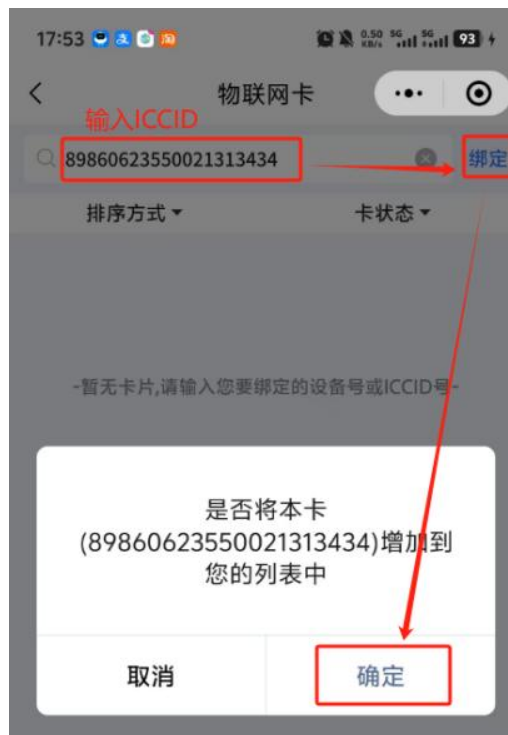 17:53 0.50 KB/s 5G 5G 93
物联网卡
输入ICCID
89860623550021313434 绑定
排序方式 卡状态
-暂无卡片,请输入您要绑定的设备号或ICCID号-
是否将本卡
(89860623550021313434)增加到
您的列表中
取消 确定